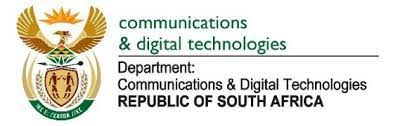 communications
& digital technologies
Department:
Communications & Digital Technologies
REPUBLIC OF SOUTH AFRICA